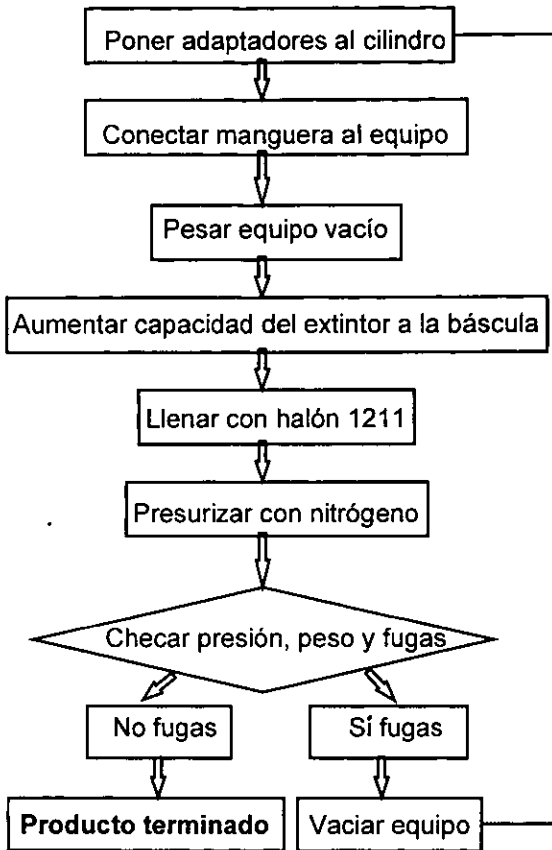 Poner adaptadores al cilindro
Conectar manguera al equipo
Pesar equipo vacío
Aumentar capacidad del extintor a la báscula
Llenar con halón 1211
Presurizar con nitrógeno
Checar presión, peso y fugas
No fugas
Sí fugas
Producto terminado
Vaciar equipo